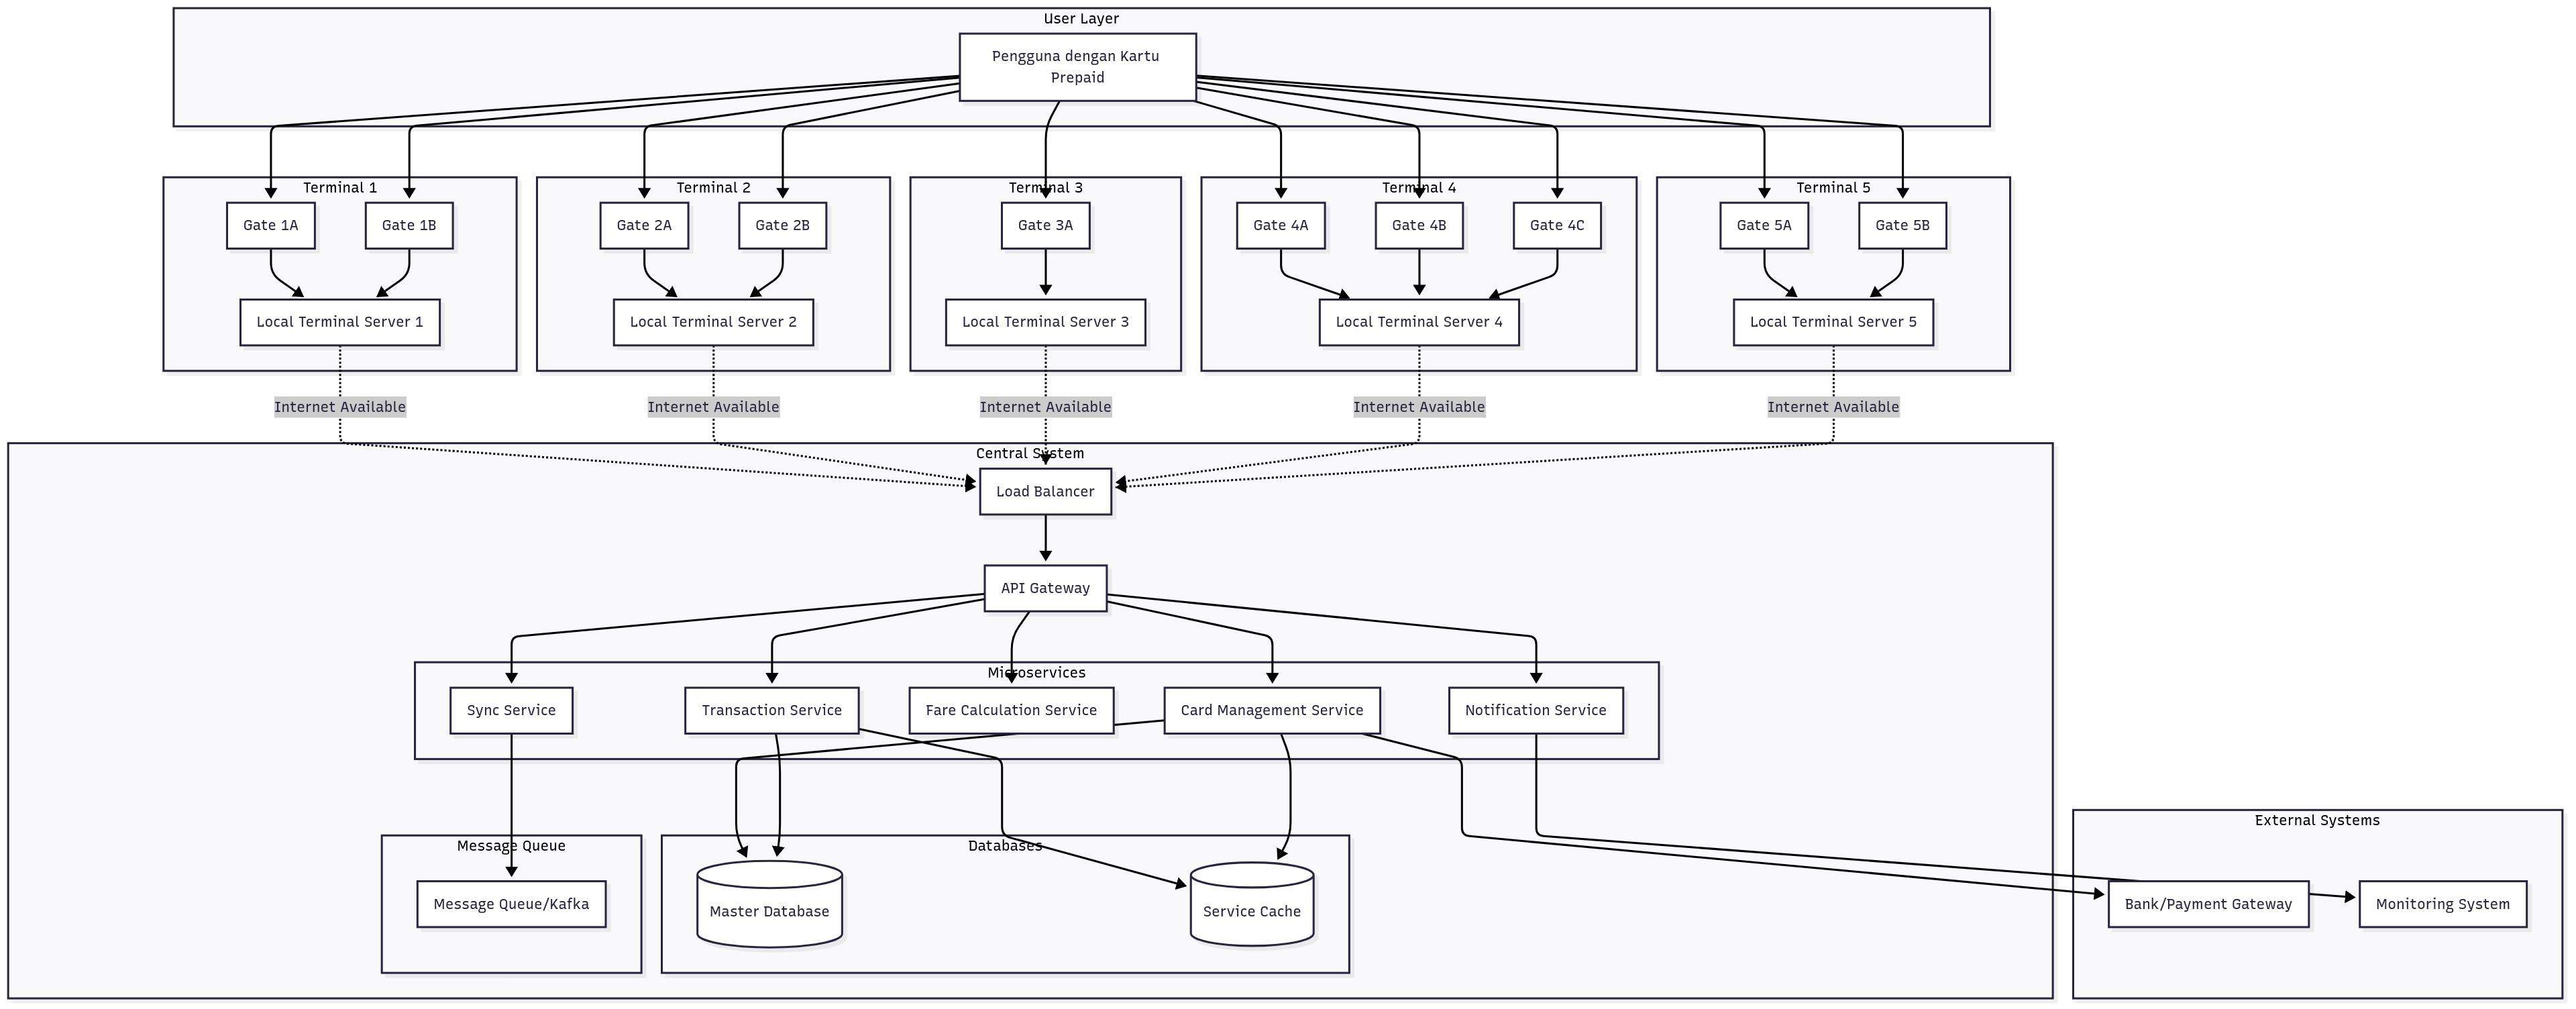 User Layer
Pengguna dengan Kartu
Prepaid
Terminal 1
Terminal 2
Terminal 3
Terminal 4
Terminal 5
Gate 1A
Gate 1B
Gate 2A
Gate 2B
Gate 3A
Gate 4A
Gate 4B
Gate 4C
Gate 5A
Gate 5B
Local Terminal Server 1
Local Terminal Server 2
Local Terminal Server 3
Local Terminal Server 4
Local Terminal Server 5
Internet Available
Internet Available
Internet Available
Internet Available
Internet Available
Central System
Load Balancer
API Gateway
Microservices
Sync Service
Transaction Service
Fare Calculation Service
Card Management Service
Notification Service
External Systems
Message Queue
Databases
Message Queue/Kafka
Master Database
Service Cache
Bank/Payment Gateway
Monitoring System